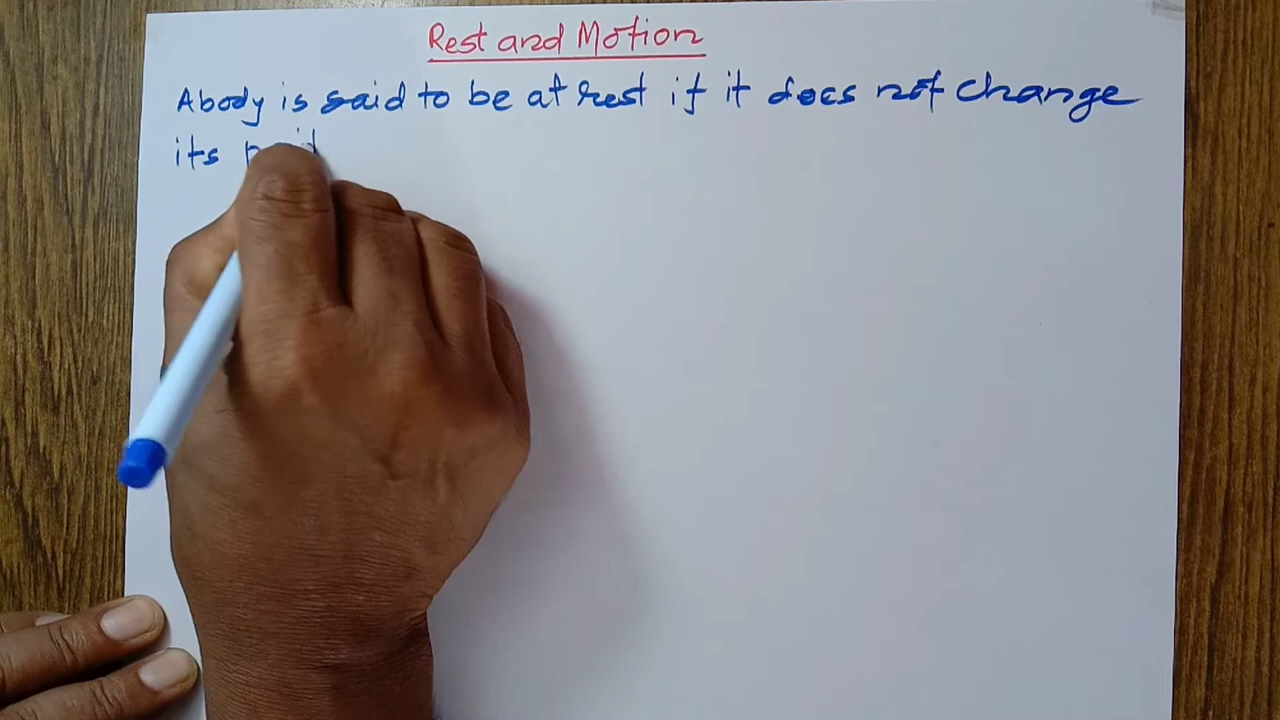 Rest and Motion
A body is said to be at rest if it does not change
its